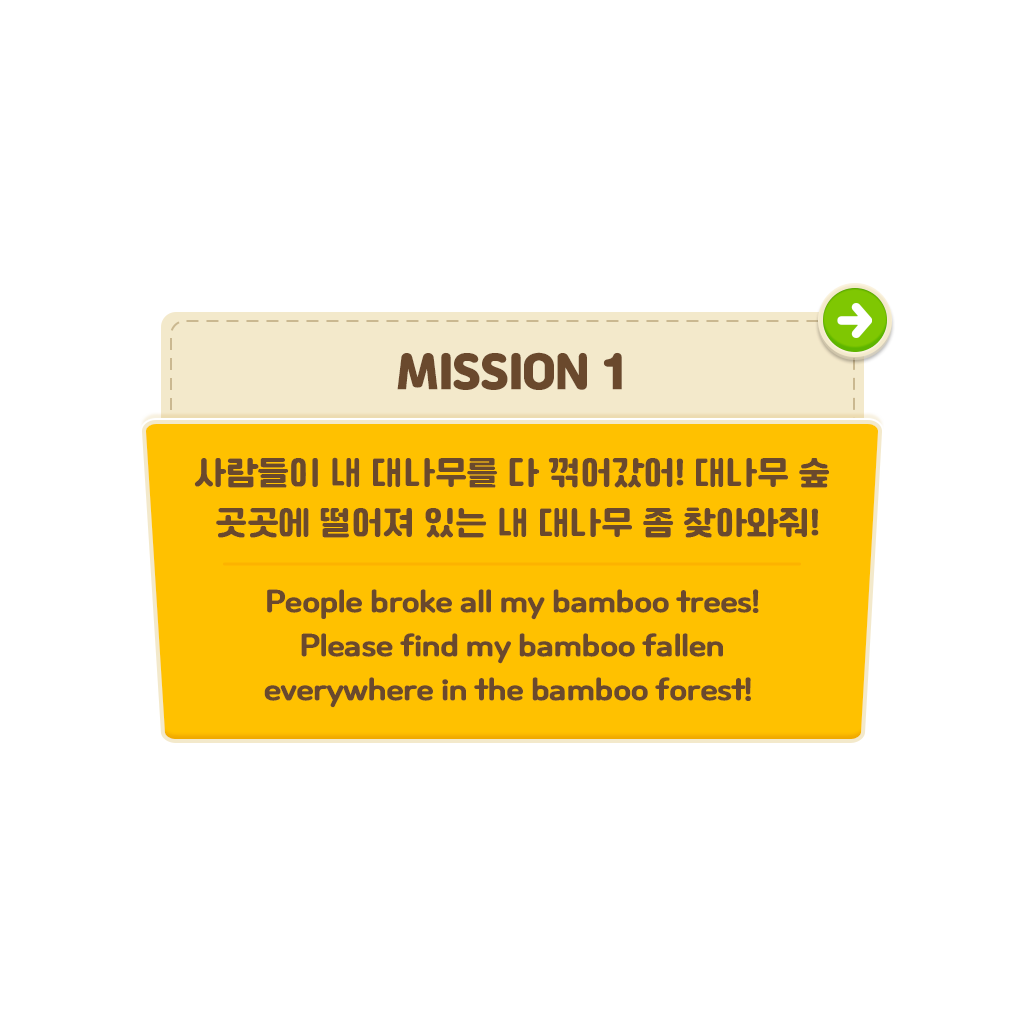 MISSION 1
사람들이 내 대나무를 다 꺾어갔어! 대나무 숲
곳곳에 떨어져 있는 내 대나무 좀 찾아와줘!
People broke all my bamboo trees!
Please find my bamboo fallen
everywhere in the bamboo forest!